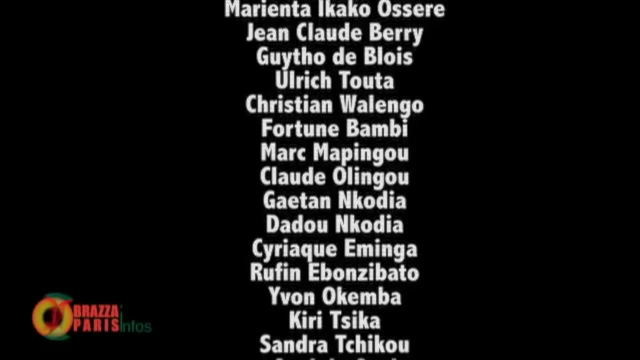 Marienta Ikako Ossere
Jean Claude Berry
Guytho de Blois
Ulrich Touta
Christian Walengo
Fortune Bambi
Marc Mapingou
Claude Olingou
Gaetan Nkodia
Dadou Nkodia
Cyriaque Eminga
Rufin Ebonzibato
Yvon Okemba
Kiri Tsika
Sandra Tchikou
BRAZZA
PARIS infos